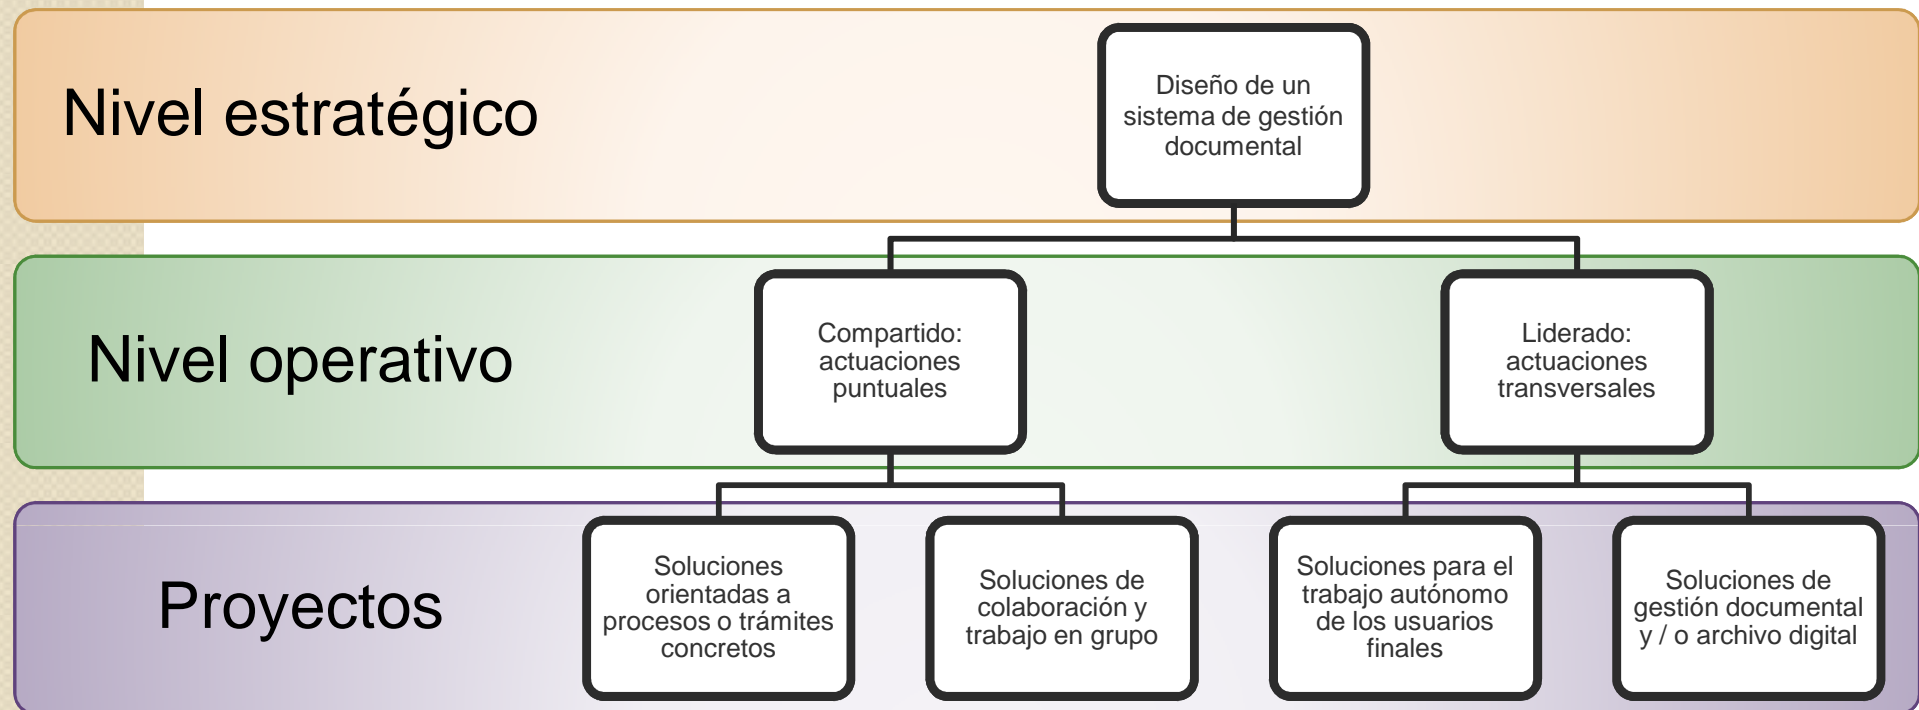 Nivel estratégico
Diseño de un
sistema de gestión
documental
Nivel operativo
Compartido:
actuaciones
puntuales
Liderado:
actuaciones
transversales
Proyectos
Soluciones
orientadas a
procesos o trámites
concretos
Soluciones de
colaboración y
trabajo en grupo
Soluciones para el
trabajo autónomo
de los usuarios
finales
Soluciones de
gestión documental
y / o archivo digital